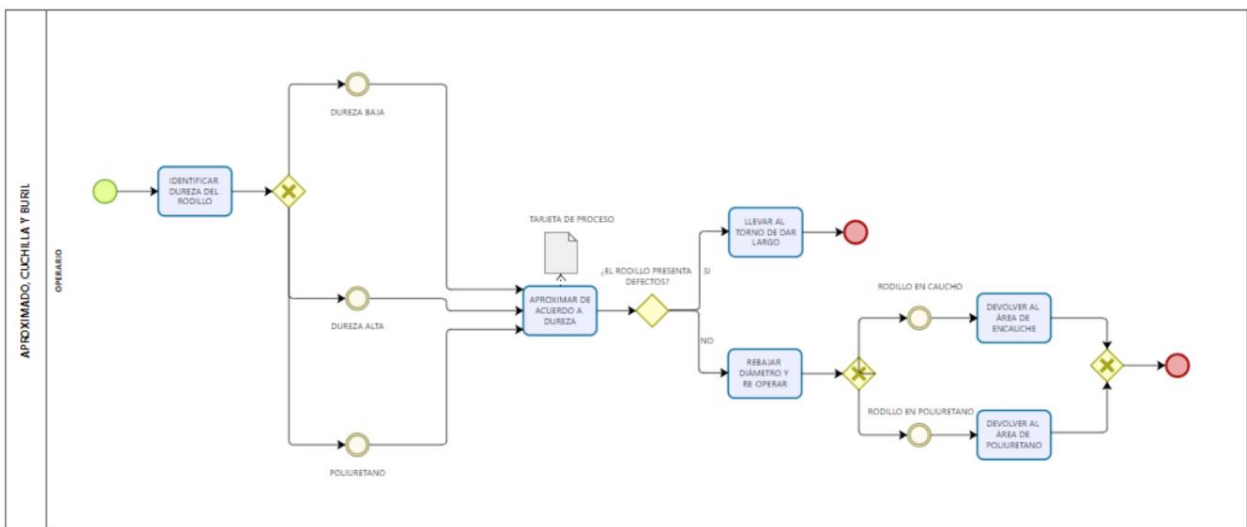 APROXIMADO, CUCHILLA Y BURIL
OPERARIO
IDENTIFICAR
DUREZA DEL
RODILLO
DUREZA BAJA
DUREZA ALTA
POLIURETANO
TARJETA DE PROCESO
APROXIMAR DE
ACUERDO A
DUREZA
¿EL RODILLO PRESENTA
DEFECTOS?
SI
NO
LLEVAR AL
TORNO DE DAR
LARGO
REBAJAR
DIÁMETRO Y
RE-OPERAR
RODILLO EN CAUCHO
DEVOLVER AL
ÁREA DE
ENCAUCHE
RODILLO EN POLIURETANO
DEVOLVER AL
ÁREA DE
POLIURETANO